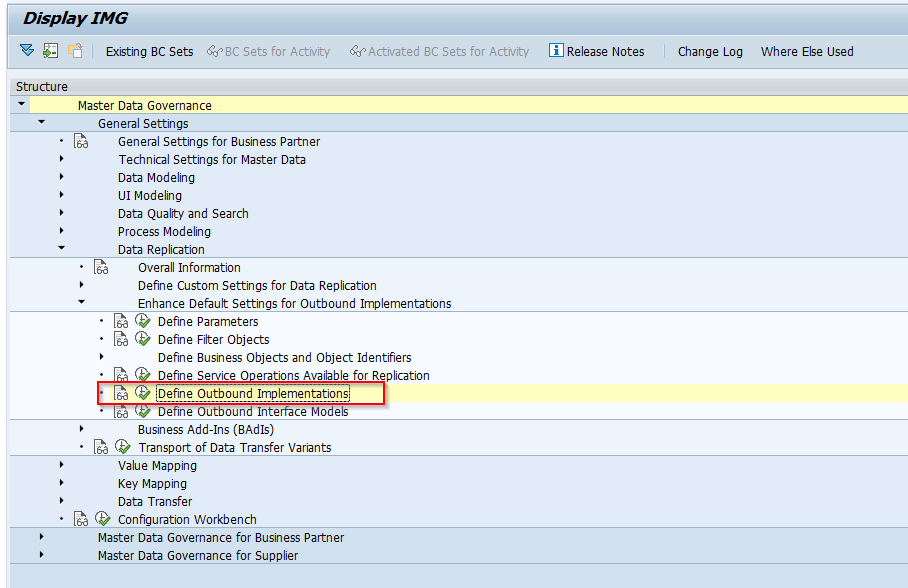 Display IMG
Existing BC Sets BC Sets for Activity Activated BC Sets for Activity Release Notes Change Log Where Else Used
Structure
Master Data Governance
General Settings
General Settings for Business Partner
Technical Settings for Master Data
Data Modeling
UI Modeling
Data Quality and Search
Process Modeling
Data Replication
Overall Information
Define Custom Settings for Data Replication
Enhance Default Settings for Outbound Implementations
Define Parameters
Define Filter Objects
Define Business Objects and Object Identifiers
Define Service Operations Available for Replication
Define Outbound Implementations
Define Outbound Interface Models
Business Add-Ins (BAdIs)
Transport of Data Transfer Variants
Value Mapping
Key Mapping
Data Transfer
Configuration Workbench
Master Data Governance for Business Partner
Master Data Governance for Supplier